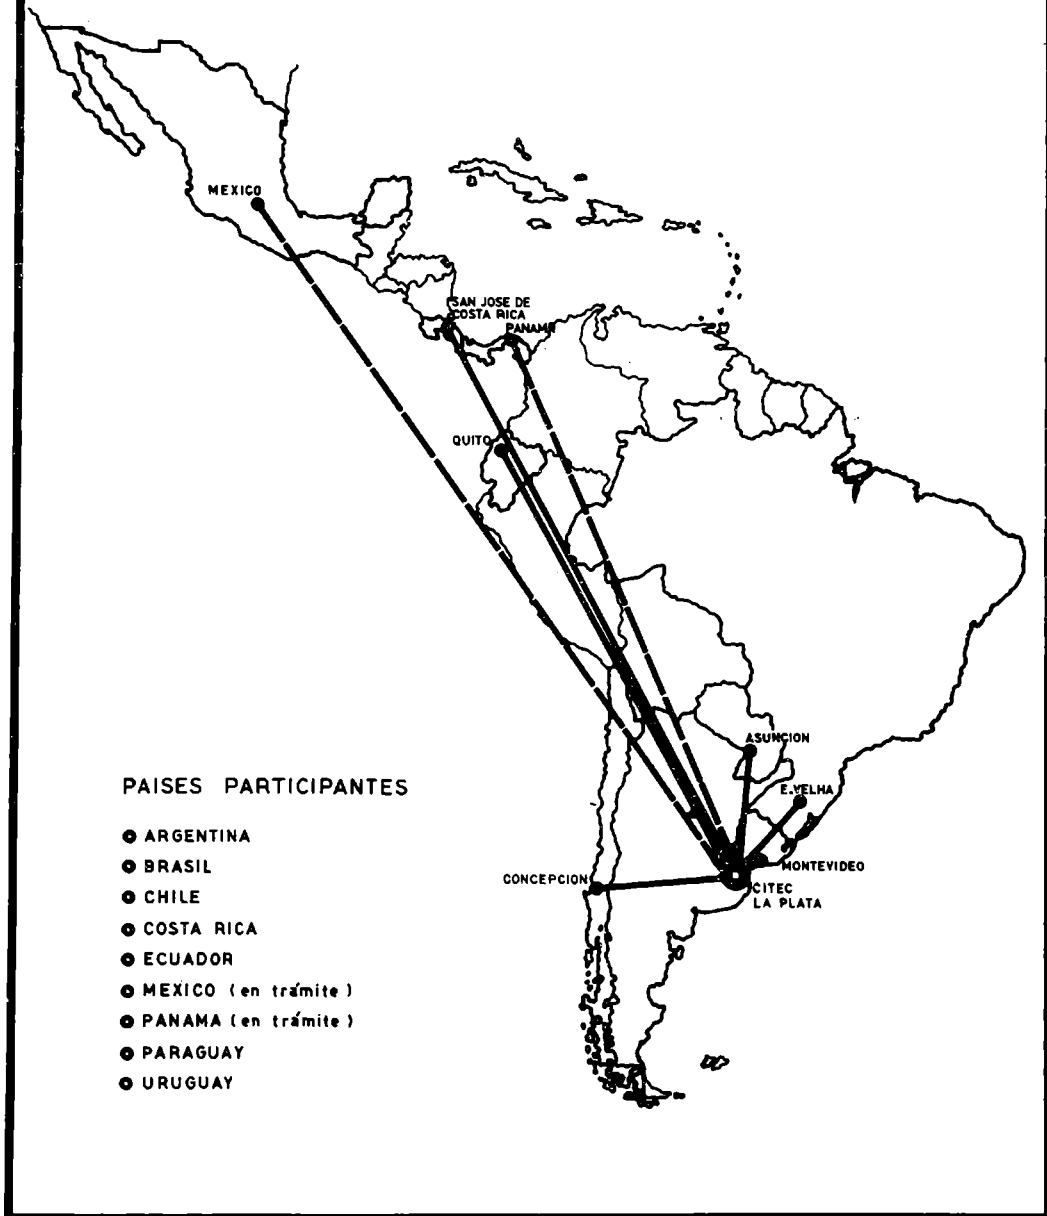 MEXICO
SAN JOSE DE
COSTA RICA
PANAMA
QUITO
ASUNCION
E.VELHA
MONTEVIDEO
CONCEPCION
CITEC
LA PLATA
PAISES PARTICIPANTES
ARGENTINA
BRASIL
CHILE
COSTA RICA
ECUADOR
MEXICO (en trámite)
PANAMA (en trámite)
PARAGUAY
URUGUAY